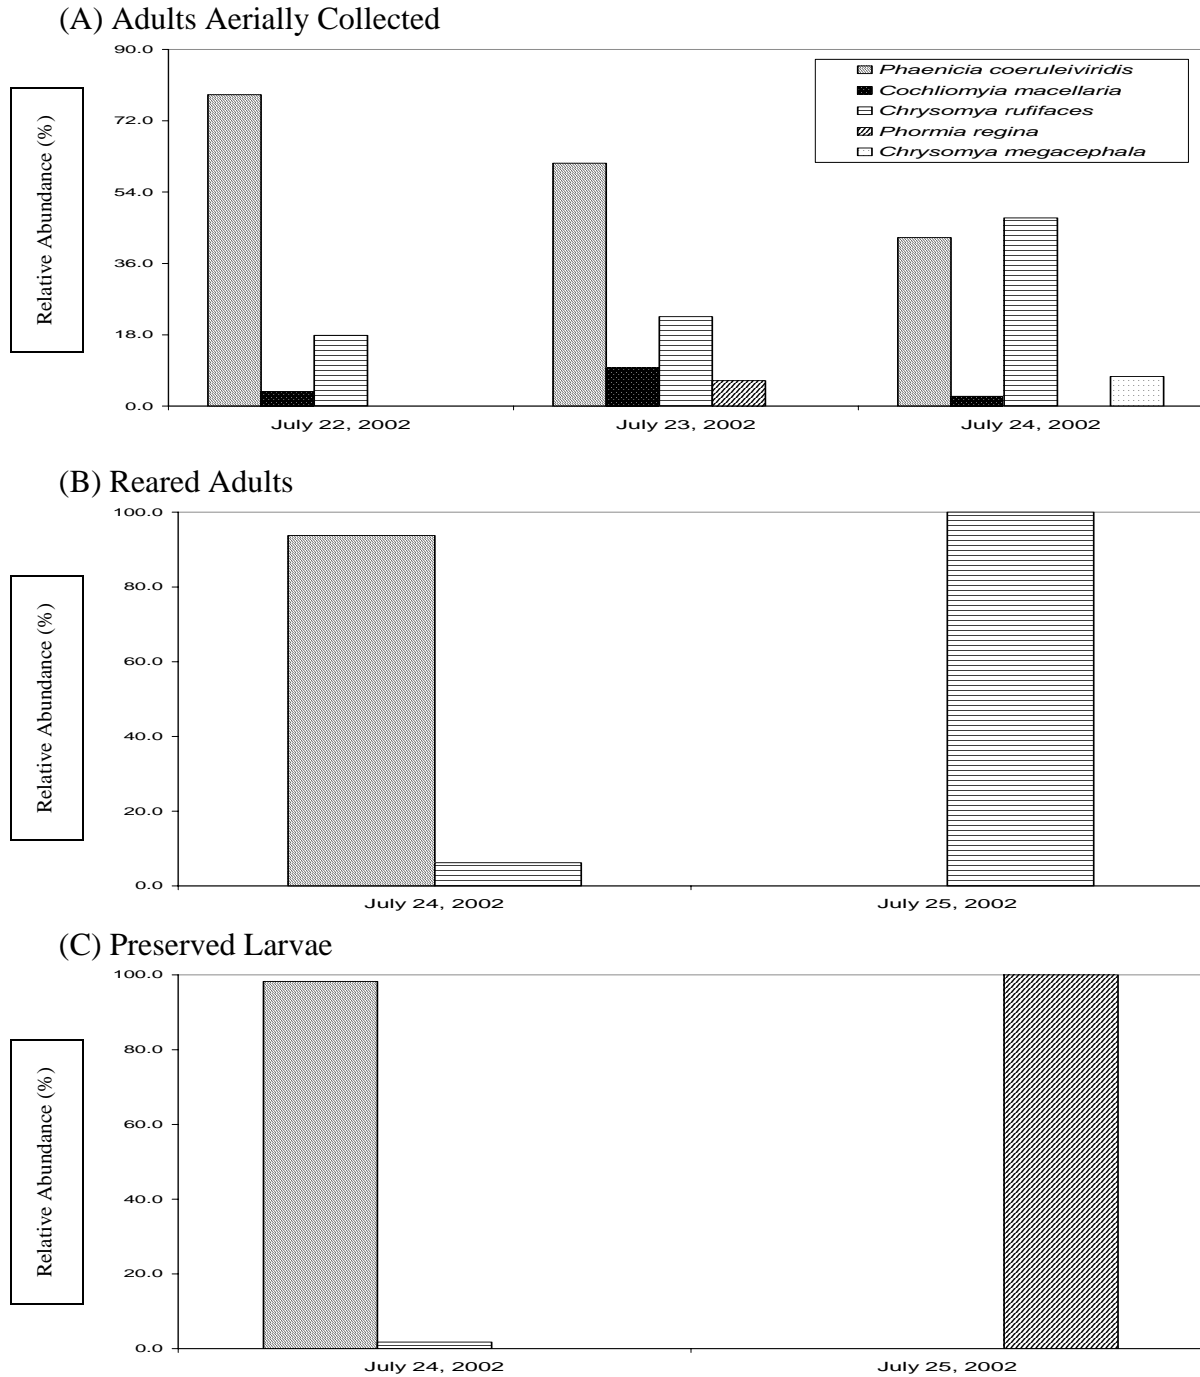 (A) Adults Aerially Collected
90.0
72.0
54.0
36.0
18.0
0.0
Relative Abundance (%)
Phaenicia coeruleiviridis
Cochliomyia macellaria
Chrysomya rufifaces
Phormia regina
Chrysomya megacephala
July 22, 2002
July 23, 2002
July 24, 2002
(B) Reared Adults
100.0
80.0
60.0
40.0
20.0
0.0
Relative Abundance (%)
July 24, 2002
July 25, 2002
(C) Preserved Larvae
100.0
80.0
60.0
40.0
20.0
0.0
Relative Abundance (%)
July 24, 2002
July 25, 2002